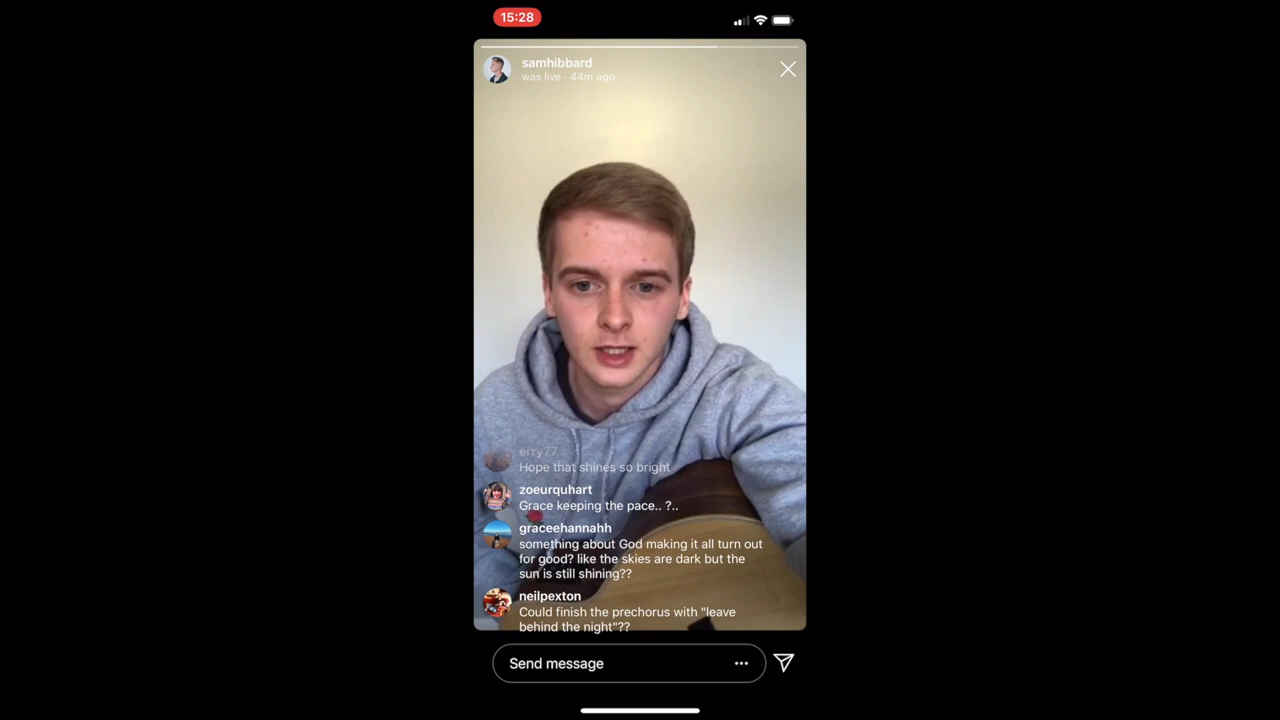 15:28
samhibbard
was live · 44m ago
erry77
Hope that shines so bright
zoeurquhart
Grace keeping the pace.. ?..
graceehannahh
something about God making it all turn out
for good? like the skies are dark but the
sun is still shining??
neilpexton
Could finish the prechorus with "leave
behind the night"??
Send message